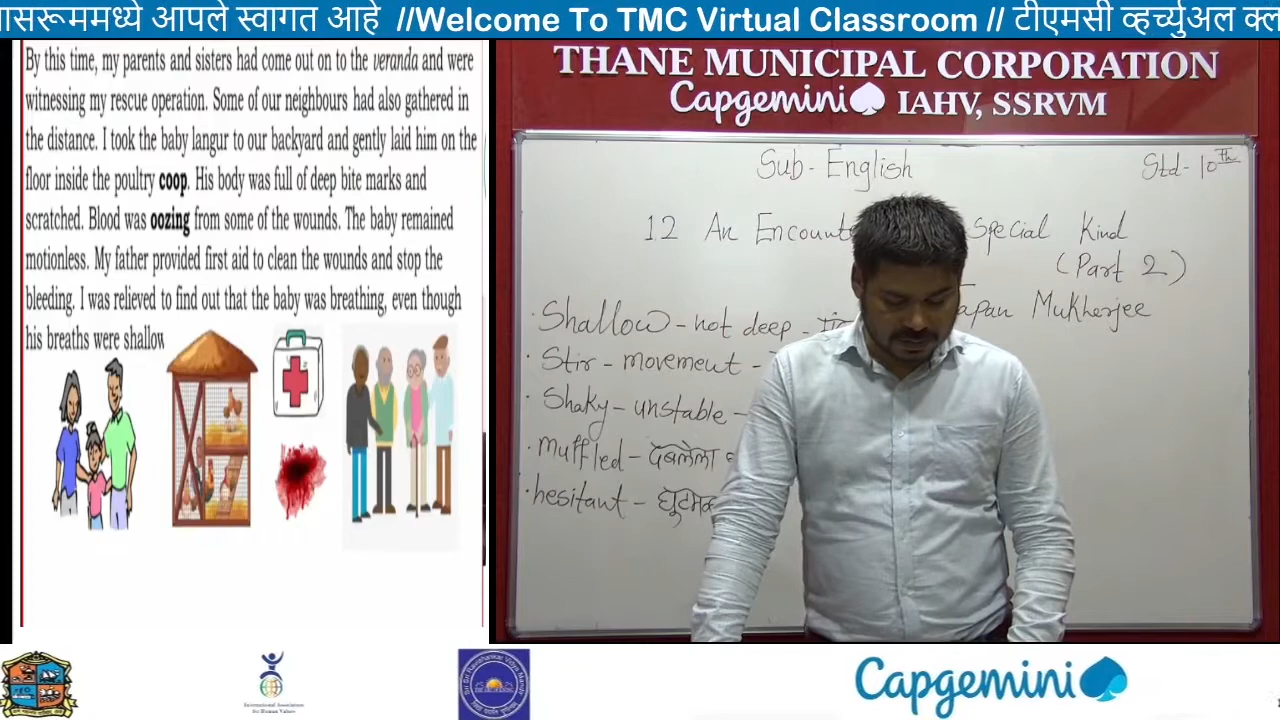 ासरूममध्ये आपले स्वागत आहे //Welcome To TMC Virtual Classroom // टीएमसी व्हर्च्युअल क्ल
By this time, my parents and sisters had come out on to the veranda and were
witnessing my rescue operation. Some of our neighbours had also gathered in
the distance. I took the baby langur to our backyard and gently laid him on the
floor inside the poultry coop. His body was full of deep bite marks and
scratched. Blood was oozing from some of the wounds. The baby remained
motionless. My father provided first aid to clean the wounds and stop the
bleeding. I was relieved to find out that the baby was breathing, even though
his breaths were shallow
THANE MUNICIPAL CORPORATION
Capgemini IAHV, SSRVM
Sub - English
Std - 10th
12 An Encount special Kind
(Part 2)
apan Mukherjee
Shallow - not deep -
Stir - movement -
Shaky - unstable -
muffled - दबलेला
hesitant -
International Association
for Human Values
Capgemini